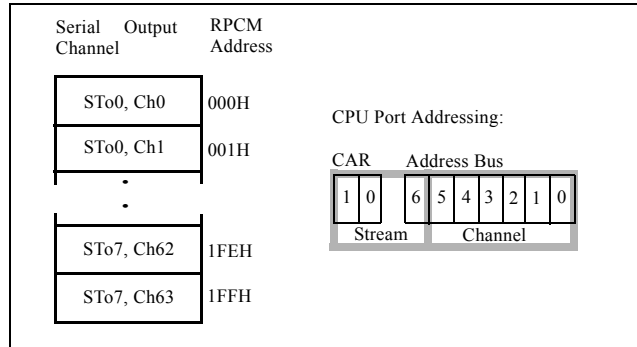 Serial Output Channel
RPCM Address
STo0, Ch0 000H
STo0, Ch1 001H
STo7, Ch62 1FEH
STo7, Ch63 1FFH
CPU Port Addressing:
CAR Address Bus
1 0 6 5 4 3 2 1 0
Stream Channel